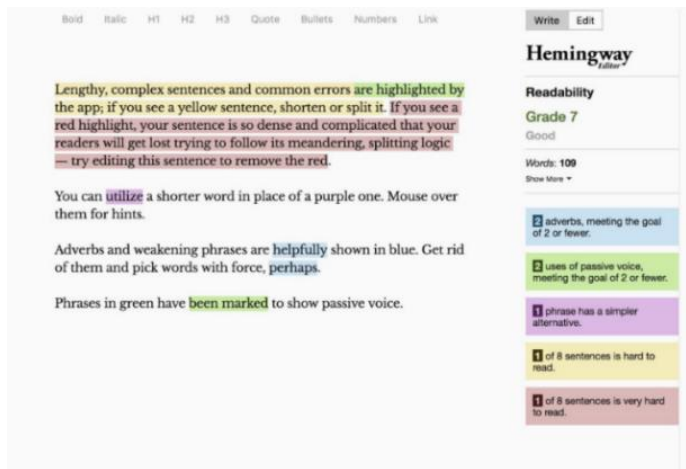 Bold Italic H1 H2 H3 Quote Bullets Numbers Link
Write Edit
Hemingway
Editor
Lengthy, complex sentences and common errors are highlighted by
the app; if you see a yellow sentence, shorten or split it. If you see a
red highlight, your sentence is so dense and complicated that your
readers will get lost trying to follow its meandering, splitting logic
— try editing this sentence to remove the red.
You can utilize a shorter word in place of a purple one. Mouse over
them for hints.
Adverbs and weakening phrases are helpfully shown in blue. Get rid
of them and pick words with force, perhaps.
Phrases in green have been marked to show passive voice.
Readability
Grade 7
Good
Words: 109
Show More
2 adverbs, meeting the goal
of 2 or fewer.
2 uses of passive voice,
meeting the goal of 2 or fewer.
1 phrase has a simpler
alternative.
1 of 8 sentences is hard to
read.
1 of 8 sentences is very hard
to read.